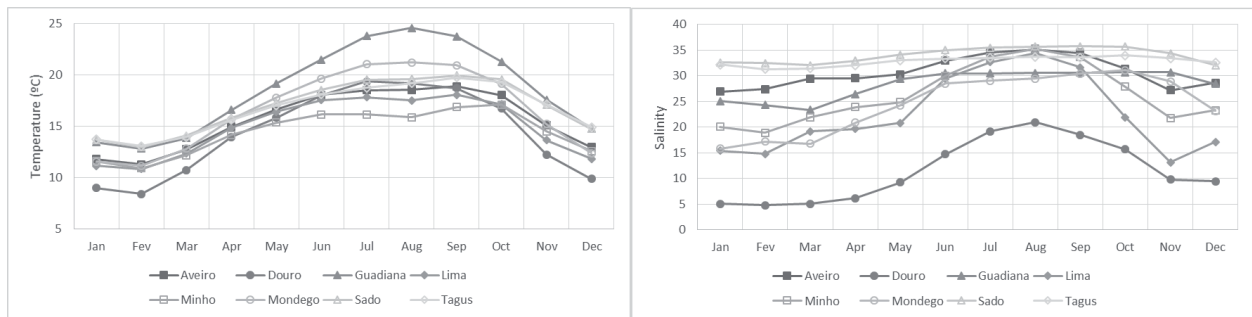 25
20
15
10
5
Temperature (ºC)
Jan Fev Mar Apr May Jun Jul Aug Sep Oct Nov Dec
Aveiro Douro Guadiana Lima
Minho Mondego Sado Tagus
40
35
30
25
20
15
10
5
0
Salinity
Jan Fev Mar Apr May Jun Jul Aug Sep Oct Nov Dec
Aveiro Douro Guadiana Lima
Minho Mondego Sado Tagus